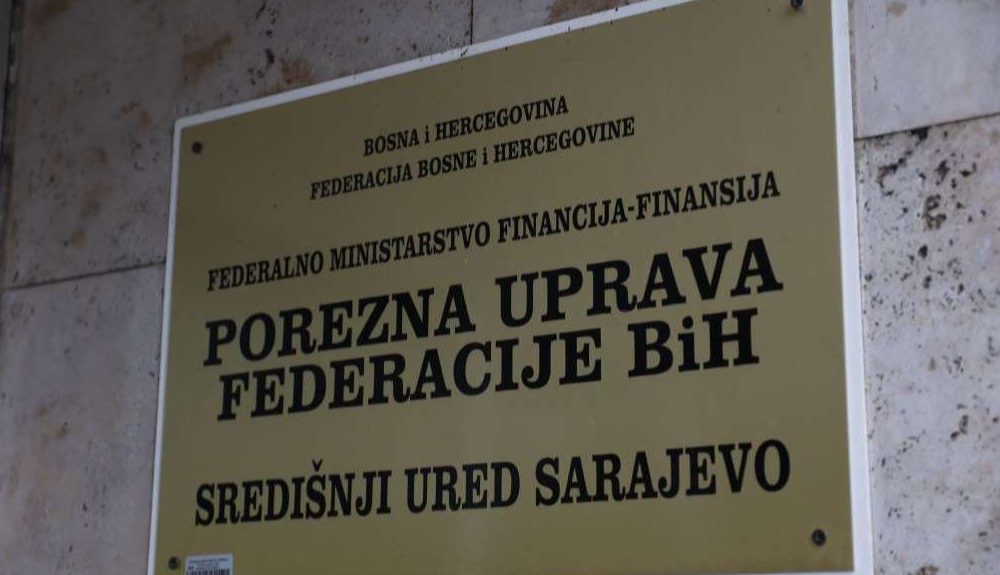 BOSNA i HERCEGOVINA
FEDERACIJA BOSNE i HERCEGOVINE
FEDERALNO MINISTARSTVO FINANCIJA-FINANSIJA
POREZNA UPRAVA
FEDERACIJE BiH
SREDIŠNJI URED SARAJEVO